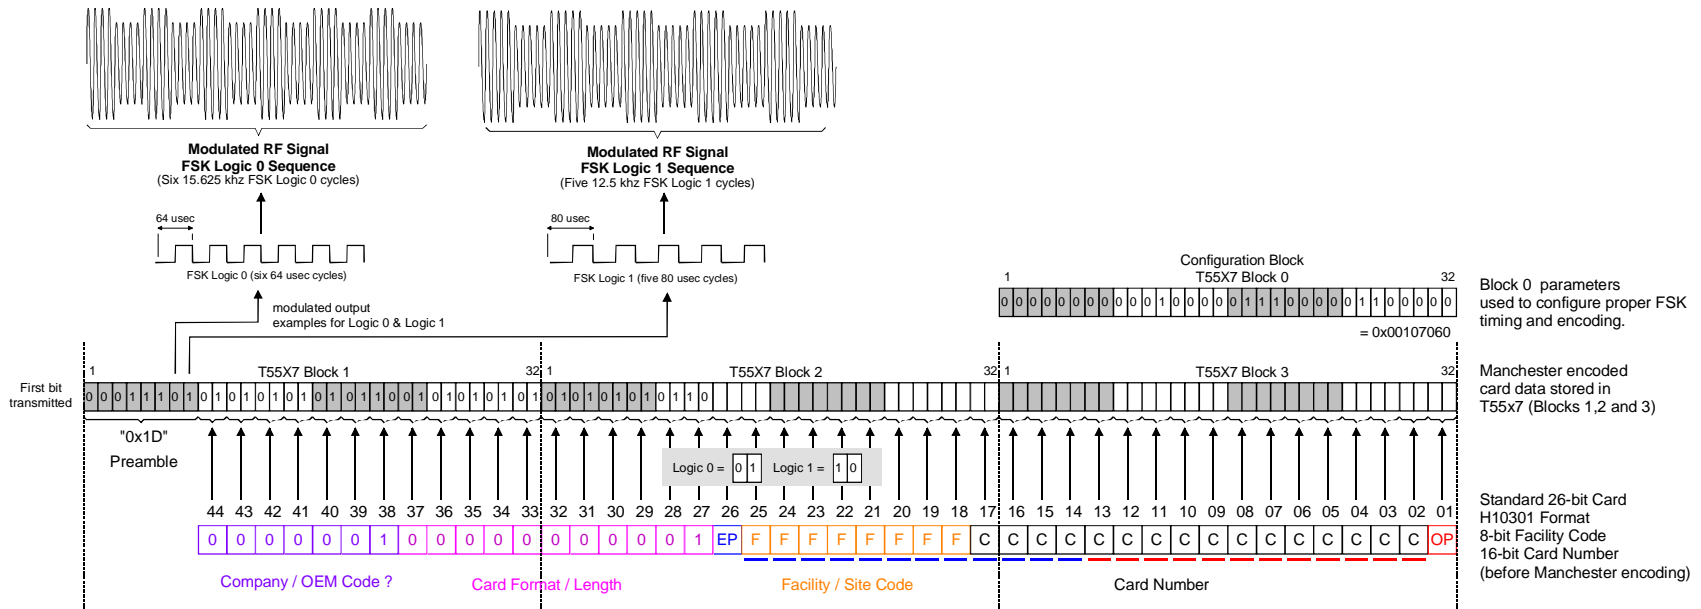 Modulated RF Signal
FSK Logic 0 Sequence
(Six 15.625 khz FSK Logic 0 cycles)
Modulated RF Signal
FSK Logic 1 Sequence
(Five 12.5 khz FSK Logic 1 cycles)
64 usec
80 usec
FSK Logic 0 (six 64 usec cycles)
FSK Logic 1 (five 80 usec cycles)
modulated output
examples for Logic 0 & Logic 1
Configuration Block
1 T55X7 Block 0 32
0 0 0 0 0 0 0 0 0 0 0 1 0 0 0 0 0 1 1 1 0 0 0 0 0 1 1 0 0 0 0 0
= 0x00107060
Block 0 parameters
used to configure proper FSK
timing and encoding.
1 T55X7 Block 1 32 1 T55X7 Block 2 32 1 T55X7 Block 3 32
First bit
transmitted
0 0 0 1 1 1 0 1 0 1 0 1 0 1 0 1 0 1 0 1 1 0 0 1 0 1 0 1 0 1 0 1 0 1 0 1 0 1 0 1 0 1 1 0
Manchester encoded
card data stored in
T55x7 (Blocks 1,2 and 3)
"0x1D"
Preamble
Logic 0 = 0 1 Logic 1 = 1 0
44 43 42 41 40 39 38 37 36 35 34 33 32 31 30 29 28 27 26 25 24 23 22 21 20 19 18 17 16 15 14 13 12 11 10 09 08 07 06 05 04 03 02 01
0 0 0 0 0 0 1 0 0 0 0 0 0 0 0 0 0 1 EP F F F F F F F F C C C C C C C C C C C C C C C C OP
Company / OEM Code ?
Card Format / Length
Facility / Site Code
Card Number
Standard 26-bit Card
H10301 Format
8-bit Facility Code
16-bit Card Number
(before Manchester encoding)